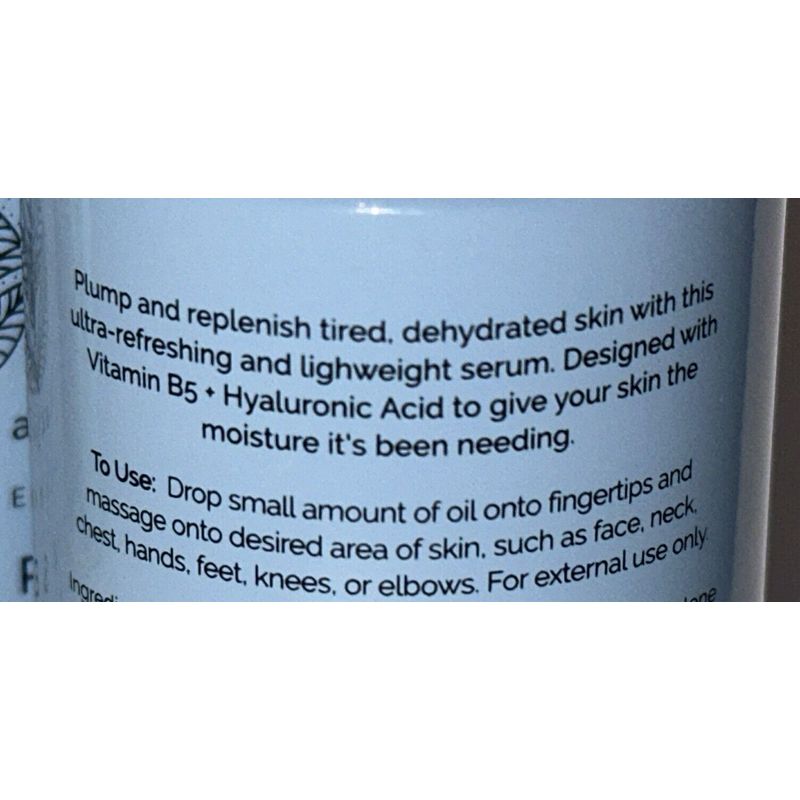 Plump and replenish tired, dehydrated skin with this
ultra-refreshing and lighweight serum. Designed with
Vitamin B5 + Hyaluronic Acid to give your skin the
moisture it's been needing.
To Use: Drop small amount of oil onto fingertips and
massage onto desired area of skin, such as face, neck,
chest, hands, feet, knees, or elbows. For external use only.